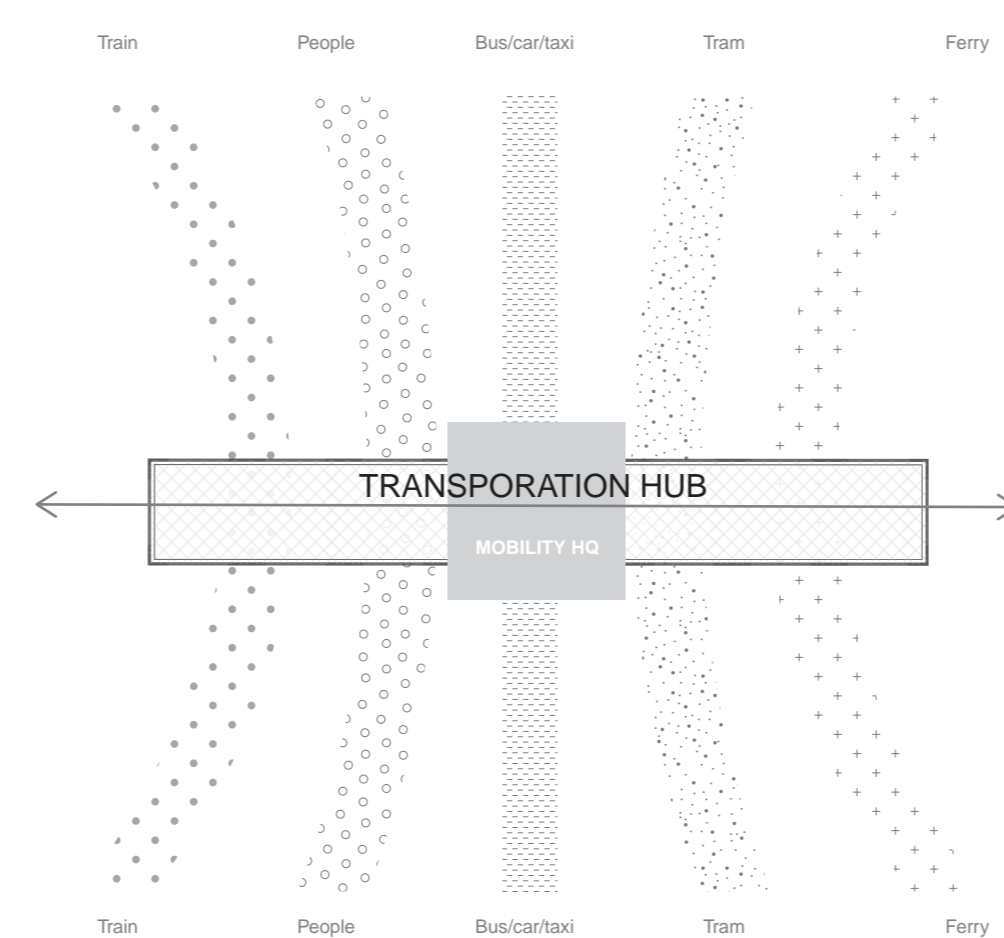 Train People Bus/car/taxi Tram Ferry
TRANSPORATION HUB
MOBILITY HQ
Train People Bus/car/taxi Tram Ferry